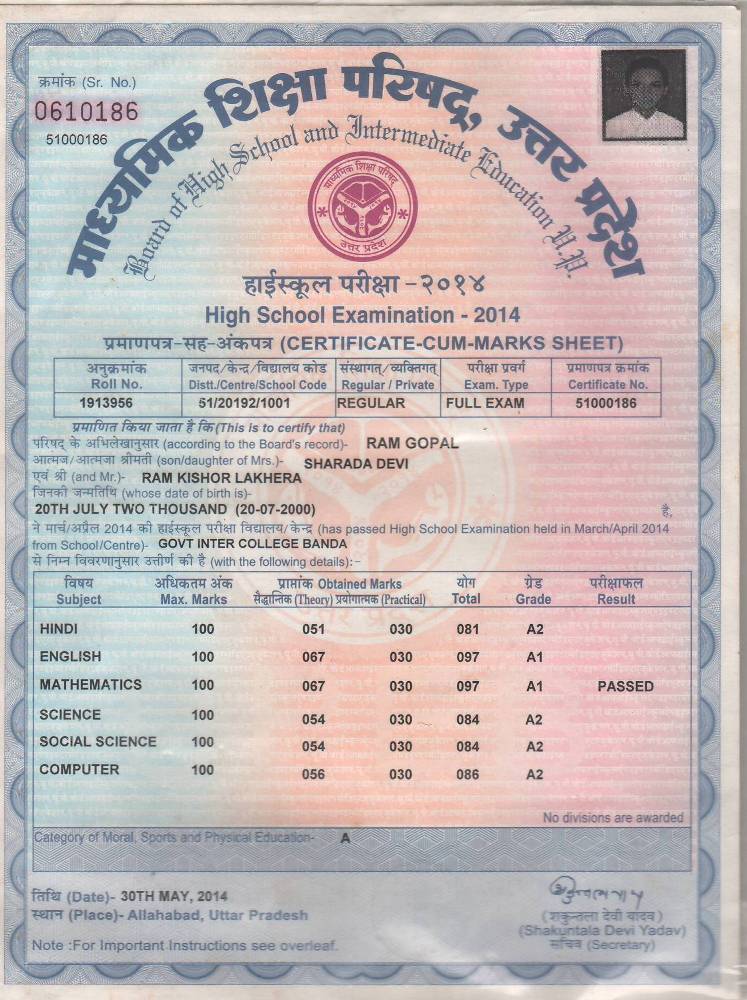 क्रमांक (Sr. No.)
0610186
51000186
माध्यमिक शिक्षा परिषद्, उत्तर प्रदेश
Board of High School and Intermediate Education U.P.
माध्यमिक शिक्षा परिषद
उत्तर प्रदेश
हाईस्कूल परीक्षा - २०१४
High School Examination - 2014
प्रमाणपत्र-सह-अंकपत्र (CERTIFICATE-CUM-MARKS SHEET)
अनुक्रमांक जनपद/केन्द्र/विद्यालय कोड संस्थागत/व्यक्तिगत परीक्षा प्रवर्ग प्रमाणपत्र क्रमांक
Roll No. Distt./Centre/School Code Regular / Private Exam. Type Certificate No.
1913956 51/20192/1001 REGULAR FULL EXAM 51000186
प्रमाणित किया जाता है कि (This is to certify that)
परिषद् के अभिलेखानुसार (according to the Board's record)- RAM GOPAL
आत्मज/आत्मजा श्रीमती (son/daughter of Mrs.)- SHARADA DEVI
एवं श्री (and Mr.)- RAM KISHOR LAKHERA
जिनकी जन्मतिथि (whose date of birth is)-
20TH JULY TWO THOUSAND (20-07-2000) है,
ने मार्च/अप्रैल 2014 की हाईस्कूल परीक्षा विद्यालय/केन्द्र (has passed High School Examination held in March/April 2014
from School/Centre)- GOVT INTER COLLEGE BANDA
से निम्न विवरणानुसार उत्तीर्ण की है (with the following details):-
विषय अधिकतम अंक प्राप्तांक Obtained Marks योग ग्रेड परीक्षाफल
Subject Max. Marks सैद्धान्तिक (Theory) प्रयोगात्मक (Practical) Total Grade Result
HINDI 100 051 030 081 A2
ENGLISH 100 067 030 097 A1
MATHEMATICS 100 067 030 097 A1 PASSED
SCIENCE 100 054 030 084 A2
SOCIAL SCIENCE 100 054 030 084 A2
COMPUTER 100 056 030 086 A2
No divisions are awarded
Category of Moral, Sports and Physical Education- A
तिथि (Date)- 30TH MAY, 2014
स्थान (Place)- Allahabad, Uttar Pradesh
(शकुन्तला देवी यादव)
(Shakuntala Devi Yadav)
सचिव (Secretary)
Note :For Important Instructions see overleaf.